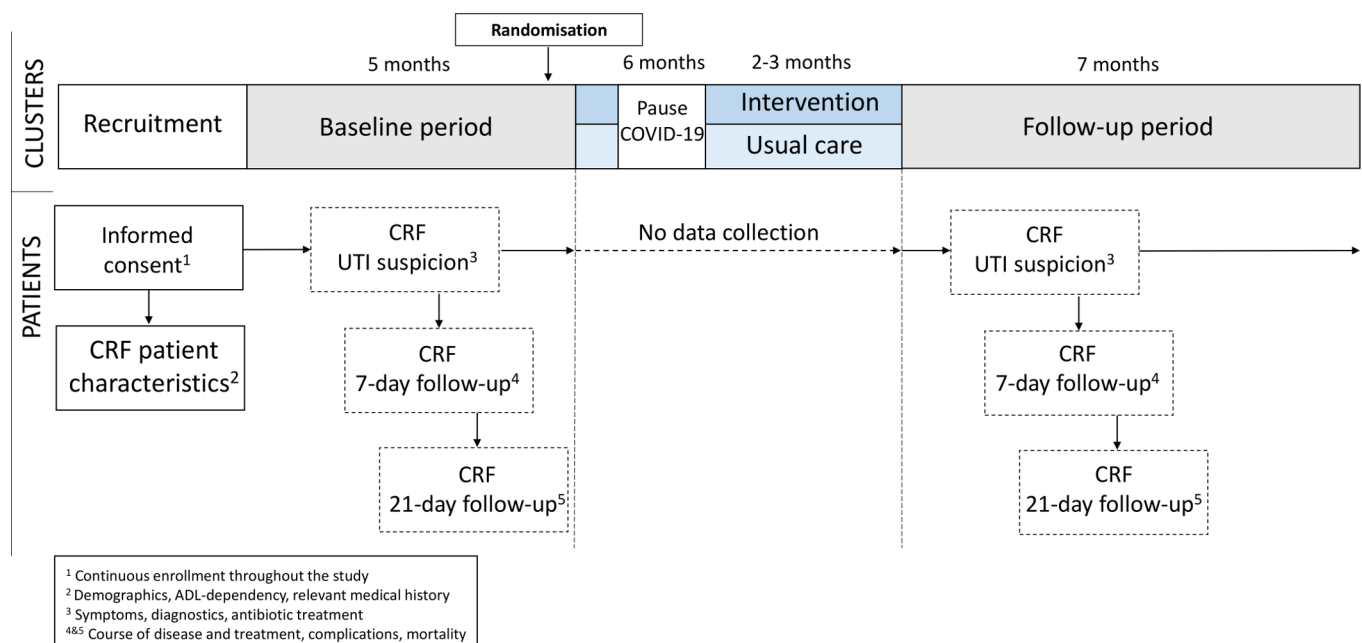 Randomisation
CLUSTERS
5 months
6 months
2-3 months
7 months
Recruitment
Baseline period
Pause
COVID-19
Intervention
Usual care
Follow-up period
PATIENTS
Informed
consent¹
CRF
UTI suspicion³
No data collection
CRF
UTI suspicion³
CRF patient
characteristics²
CRF
7-day follow-up⁴
CRF
7-day follow-up⁴
CRF
21-day follow-up⁵
CRF
21-day follow-up⁵
¹ Continuous enrollment throughout the study
² Demographics, ADL-dependency, relevant medical history
³ Symptoms, diagnostics, antibiotic treatment
⁴&⁵ Course of disease and treatment, complications, mortality